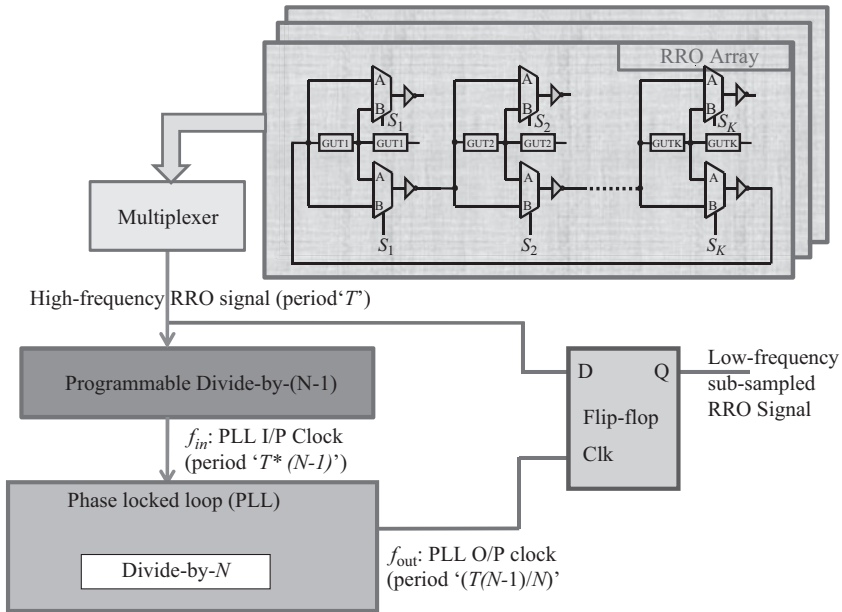 RRO Array
A
B
S1
A
B
S2
A
B
SK
GUT1
GUT1
GUT2
GUT2
GUTK
GUTK
A
B
S1
A
B
S2
A
B
SK
Multiplexer
High-frequency RRO signal (period‘T’)
Programmable Divide-by-(N-1)
fin: PLL I/P Clock
(period ‘T* (N-1)’)
Phase locked loop (PLL)
Divide-by-N
fout: PLL O/P clock
(period ‘(T(N-1)/N)’
D
Q
Flip-flop
Clk
Low-frequency
sub-sampled
RRO Signal